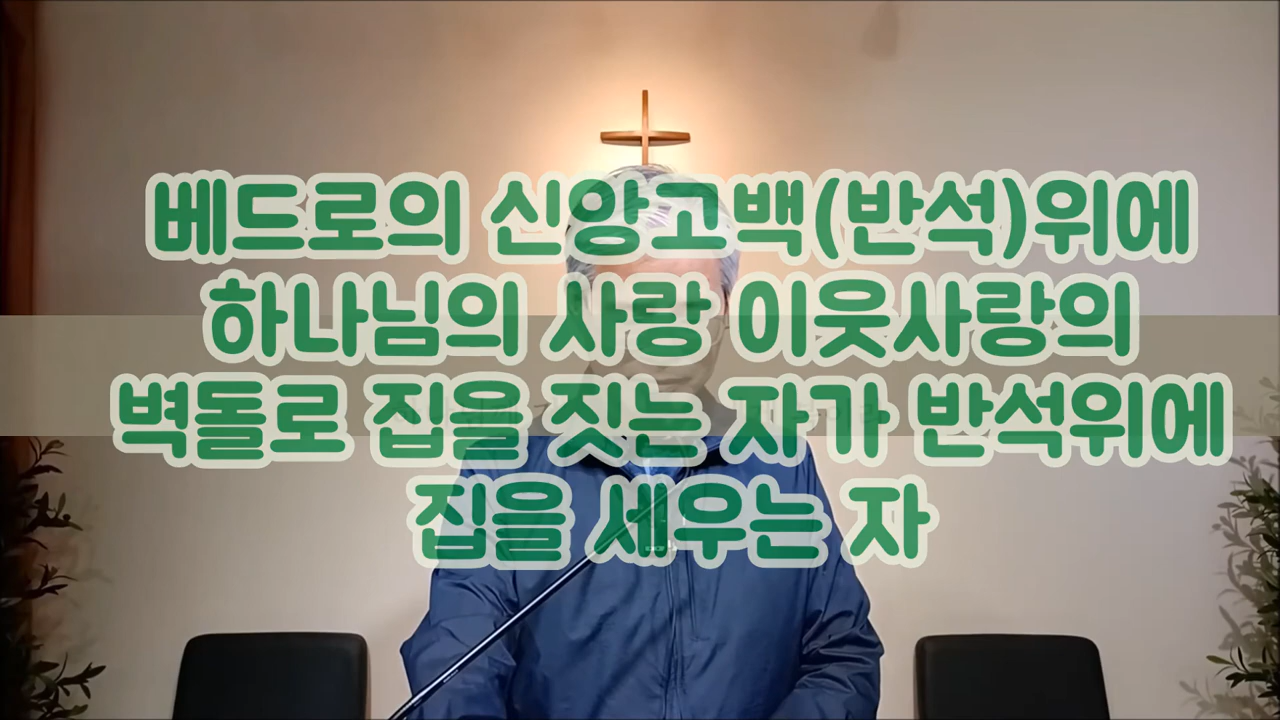 베드로의 신앙고백(반석)위에
하나님의 사랑 이웃사랑의
벽돌로 집을 짓는 자가 반석위에
집을 세우는 자